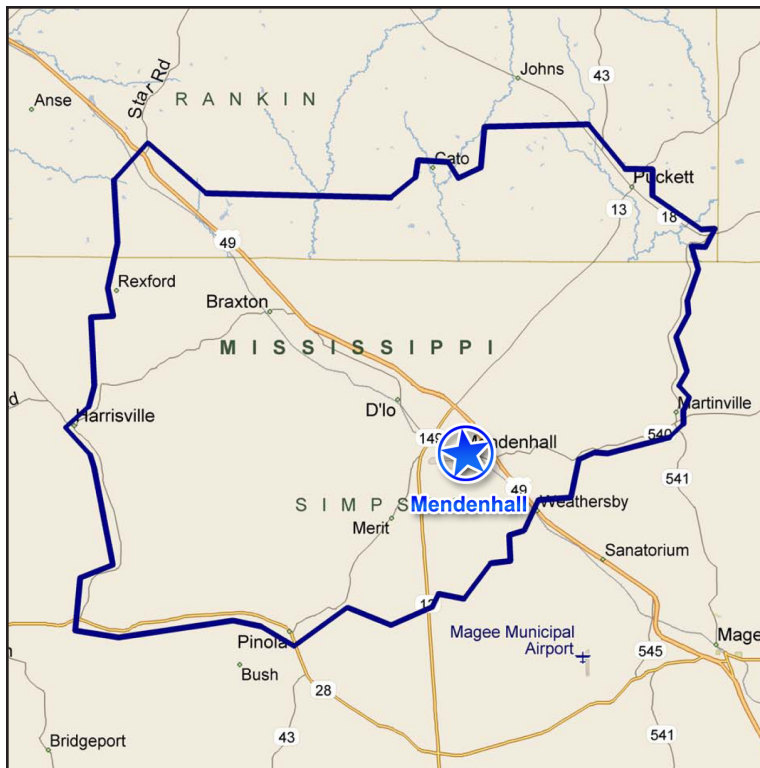 Johns
43
Star Rd
Anse
RANKIN
Cato
Puckett
13
18
49
Rexford
Braxton
MISSISSIPPI
D'lo
Harrisville
Martinville
149
Mendenhall
540
541
49
Mendenhall
SIMPS
Weathersby
Merit
Sanatorium
13
Pinola
Magee Municipal
Airport
545
Mage
Bush
28
43
541
Bridgeport